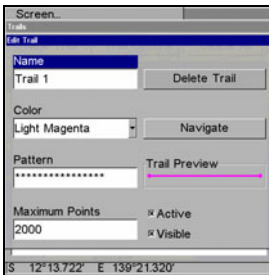 Screen...
Trails
Edit Trail
Name
Trail 1
Delete Trail
Color
Light Magenta
Navigate
Pattern
****************
Trail Preview
Maximum Points
2000
Active
Visible
S 12°13.722' E 139°21.320'